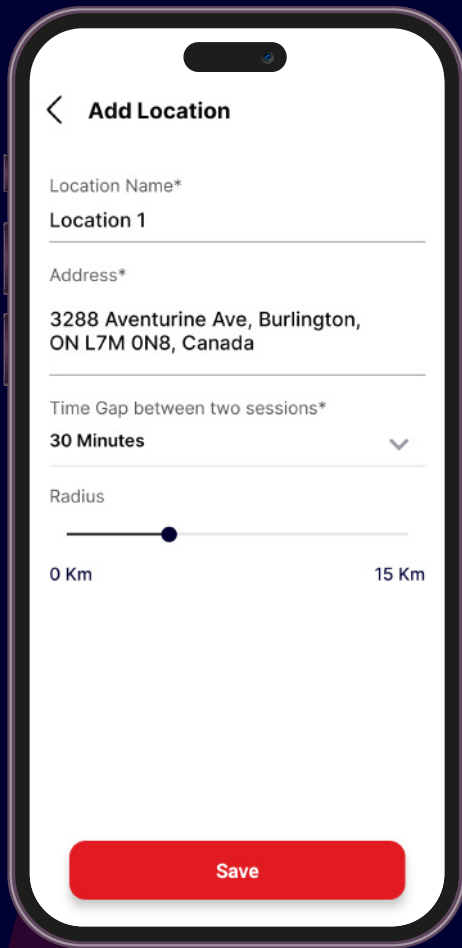 Add Location
Location Name*
Location 1
Address*
3288 Aventurine Ave, Burlington,
ON L7M 0N8, Canada
Time Gap between two sessions*
30 Minutes
Radius
0 Km 15 Km
Save